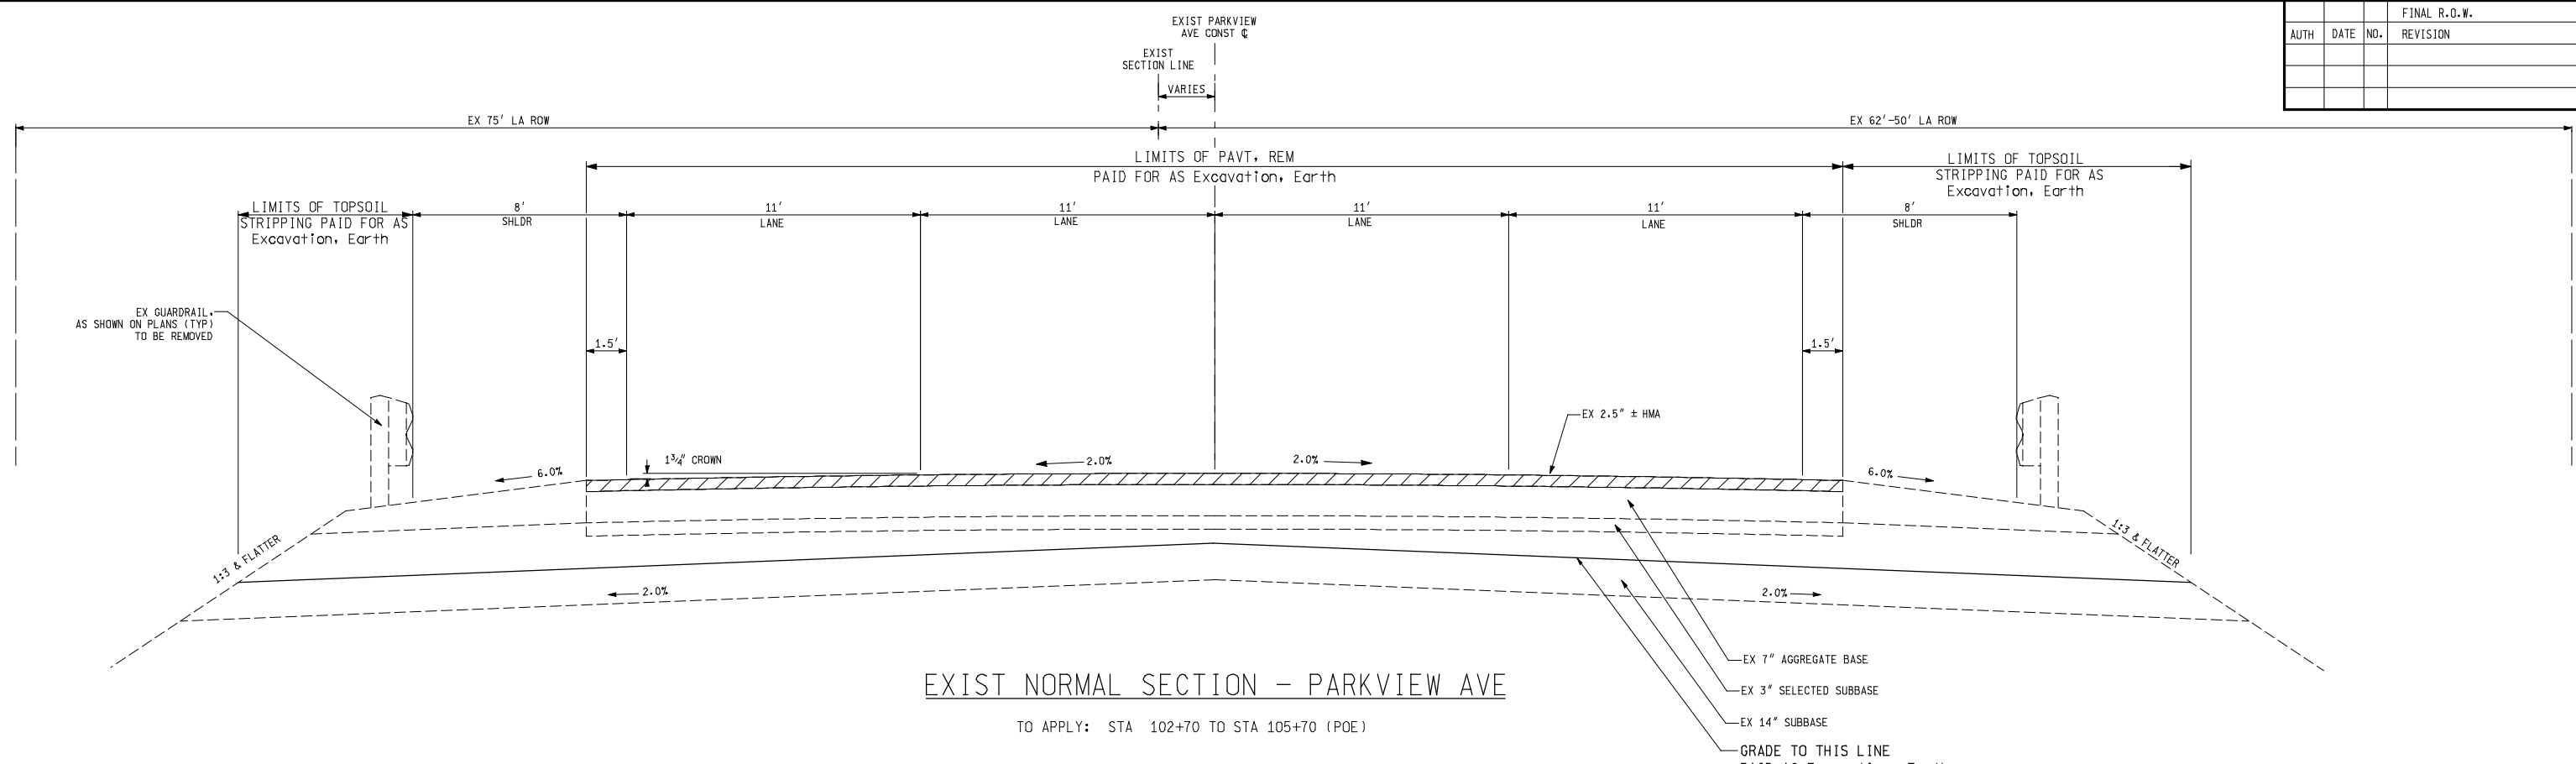 FINAL R.O.W.
AUTH DATE NO. REVISION
EXIST PARKVIEW
AVE CONST ℄
EXIST
SECTION LINE
VARIES
EX 75' LA ROW
EX 62'-50' LA ROW
LIMITS OF PAVT, REM
PAID FOR AS Excavation, Earth
LIMITS OF TOPSOIL
STRIPPING PAID FOR AS
Excavation, Earth
LIMITS OF TOPSOIL
STRIPPING PAID FOR AS
Excavation, Earth
8'
SHLDR
11'
LANE
11'
LANE
11'
LANE
11'
LANE
8'
SHLDR
EX GUARDRAIL,
AS SHOWN ON PLANS (TYP)
TO BE REMOVED
1.5'
1.5'
EX 2.5" ± HMA
1¾" CROWN
6.0%
2.0%
2.0%
6.0%
1:3 & FLATTER
1:3 & FLATTER
2.0%
2.0%
EX 7" AGGREGATE BASE
EX 3" SELECTED SUBBASE
EX 14" SUBBASE
GRADE TO THIS LINE
EXIST NORMAL SECTION - PARKVIEW AVE
TO APPLY: STA 102+70 TO STA 105+70 (POE)